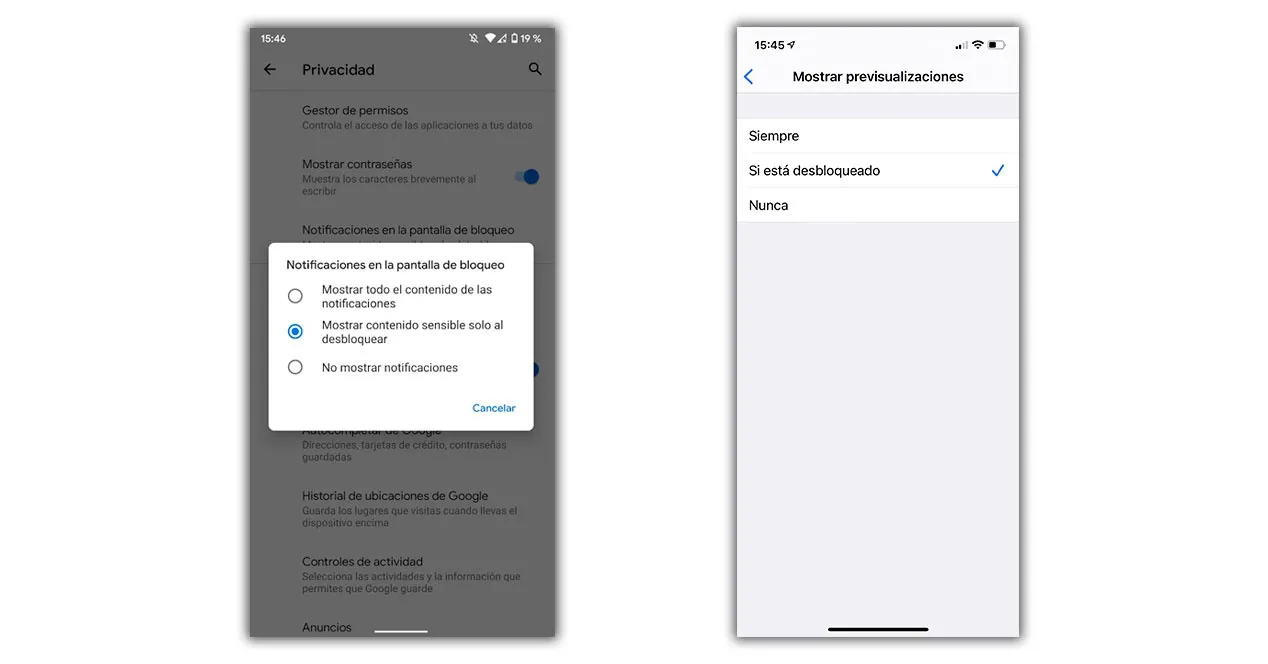 15:46
19 %
Privacidad
Gestor de permisos
Controla el acceso de las aplicaciones a tus datos
Mostrar contraseñas
Muestra los caracteres brevemente al
escribir
Notificaciones en la pantalla de bloqueo
Notificaciones en la pantalla de bloqueo
Mostrar todo el contenido de las
notificaciones
Mostrar contenido sensible solo al
desbloquear
No mostrar notificaciones
Cancelar
Autocompletar de Google
Direcciones, tarjetas de crédito, contraseñas
guardadas
Historial de ubicaciones de Google
Guarda los lugares que visitas cuando llevas el
dispositivo encima
Controles de actividad
Selecciona las actividades y la información que
permites que Google guarde
Anuncios
15:45
Mostrar previsualizaciones
Siempre
Si está desbloqueado
Nunca